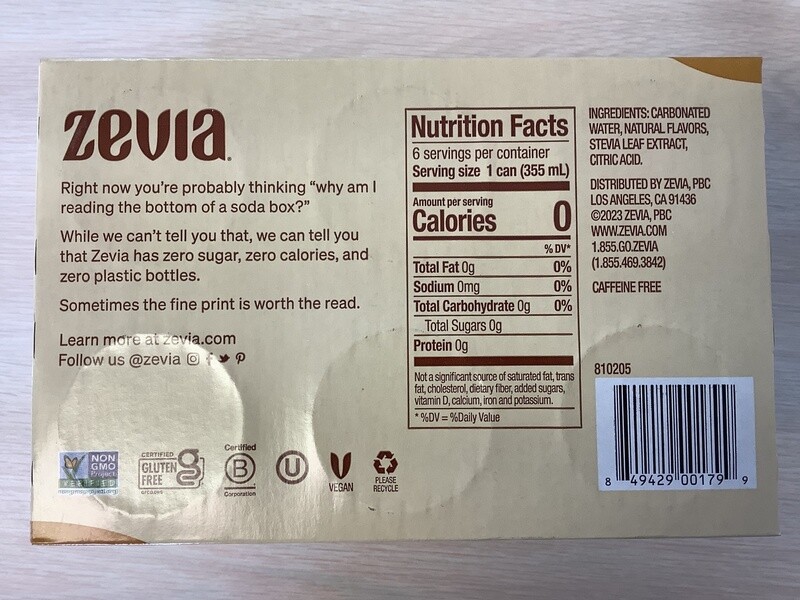 zevia.
Right now you're probably thinking "why am I
reading the bottom of a soda box?"
While we can't tell you that, we can tell you
that Zevia has zero sugar, zero calories, and
zero plastic bottles.
Sometimes the fine print is worth the read.
Learn more at zevia.com
Follow us @zevia
NON
GMO
Project
VERIFIED
nongmoproject.org
CERTIFIED
GLUTEN
FREE
Certified
B
Corporation
U
VEGAN
PLEASE
RECYCLE
Nutrition Facts
6 servings per container
Serving size 1 can (355 mL)
Amount per serving
Calories 0
% DV*
Total Fat 0g 0%
Sodium 0mg 0%
Total Carbohydrate 0g 0%
Total Sugars 0g
Protein 0g
Not a significant source of saturated fat, trans
fat, cholesterol, dietary fiber, added sugars,
vitamin D, calcium, iron and potassium.
* %DV = %Daily Value
INGREDIENTS: CARBONATED
WATER, NATURAL FLAVORS,
STEVIA LEAF EXTRACT,
CITRIC ACID.
DISTRIBUTED BY ZEVIA, PBC
LOS ANGELES, CA 91436
©2023 ZEVIA, PBC
WWW.ZEVIA.COM
1.855.GO.ZEVIA
(1.855.469.3842)
CAFFEINE FREE
810205
8 49429 00179 9